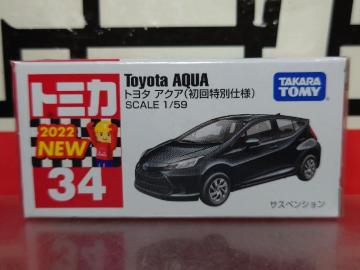 トミカ
2022
NEW
34
Toyota AQUA
トヨタ アクア(初回特別仕様)
SCALE 1/59
TAKARA
TOMY
サスペンション